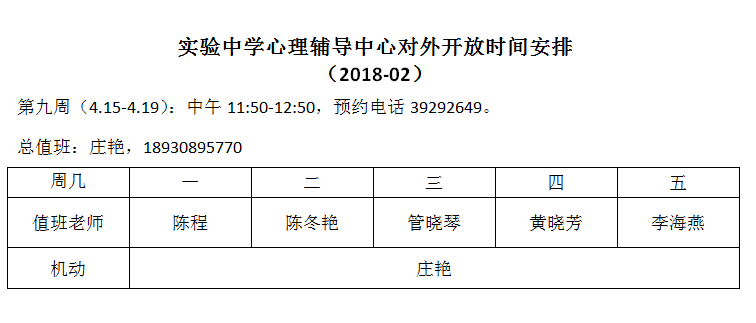 实验中学心理辅导中心对外开放时间安排
（2018-02）
第九周（4.15-4.19）：中午 11:50-12:50，预约电话 39292649。
总值班：庄艳，18930895770
周几 一 二 三 四 五
值班老师 陈程 陈冬艳 管晓琴 黄晓芳 李海燕
机动 庄艳